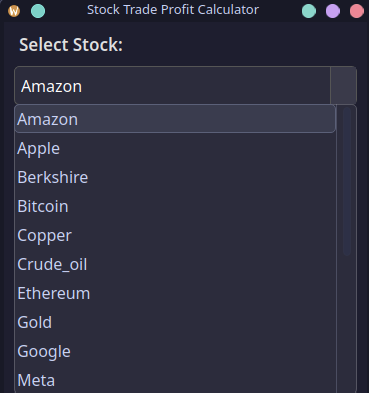 Stock Trade Profit Calculator
Select Stock:
Amazon
Amazon
Apple
Berkshire
Bitcoin
Copper
Crude_oil
Ethereum
Gold
Google
Meta